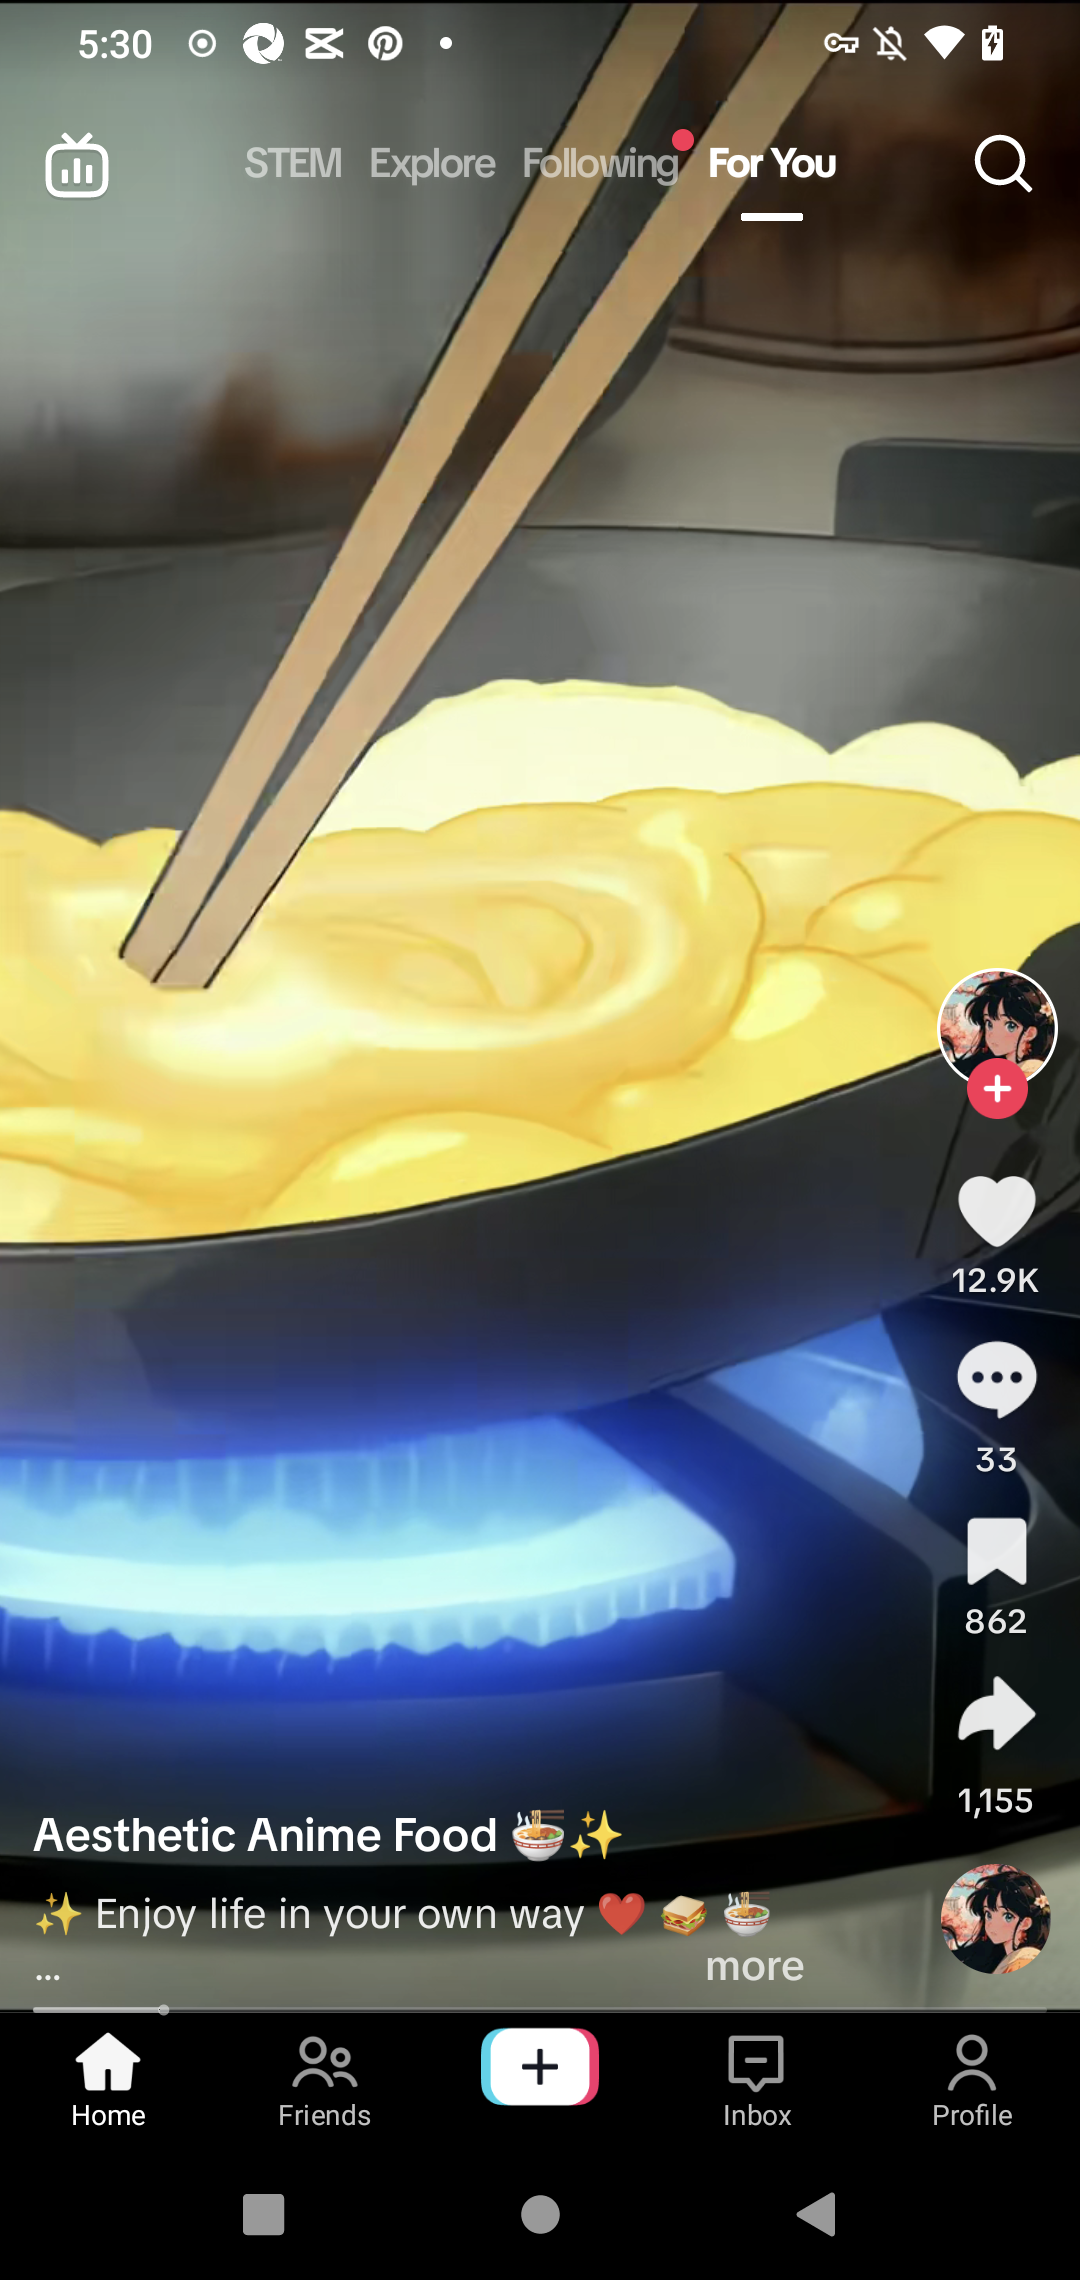 5:30
STEM Explore Following For You
12.9K
33
862
1,155
Aesthetic Anime Food 🍜✨
✨ Enjoy life in your own way ❤️ 🥪 🍜
... more
Home Friends Inbox Profile